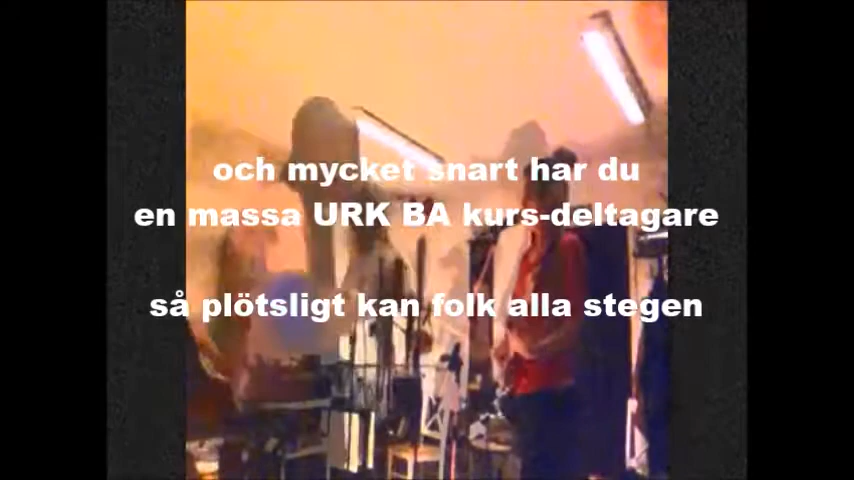 och mycket snart har du
en massa URK BA kurs-deltagare
så plötsligt kan folk alla stegen